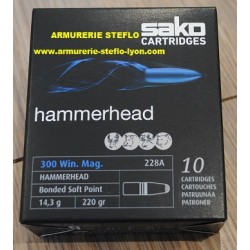 ARMURERIE STEFLO
www.armurerie-steflo-lyon.com
sako
CARTRIDGES
hammerhead
300 Win. Mag.
228A
HAMMERHEAD
Bonded Soft Point
14,3 g
220 gr
10
CARTRIDGES
CARTOUCHES
PATRUUNAA
PATRONER